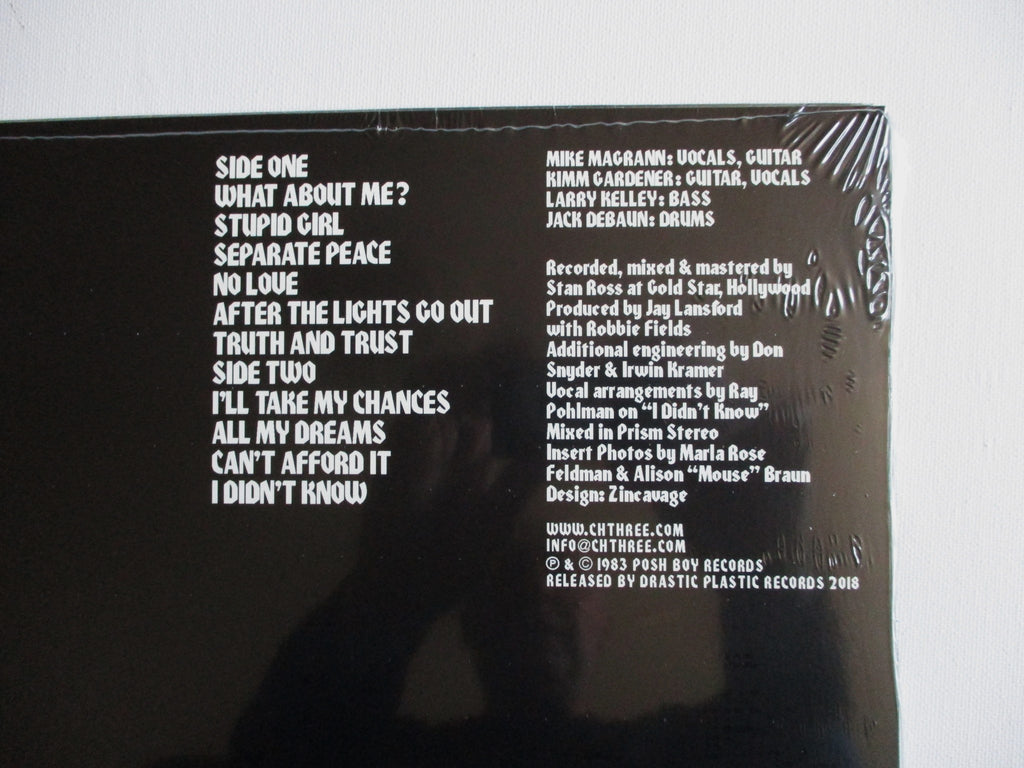 SIDE ONE
WHAT ABOUT ME?
STUPID GIRL
SEPARATE PEACE
NO LOVE
AFTER THE LIGHTS GO OUT
TRUTH AND TRUST
SIDE TWO
I'LL TAKE MY CHANCES
ALL MY DREAMS
CAN'T AFFORD IT
I DIDN'T KNOW
MIKE MAGRANN: VOCALS, GUITAR
KIMM GARDENER: GUITAR, VOCALS
LARRY KELLEY: BASS
JACK DEBAUN: DRUMS
Recorded, mixed & mastered by
Stan Ross at Gold Star, Hollywood
Produced by Jay Lansford
with Robbie Fields
Additional engineering by Don
Snyder & Irwin Kramer
Vocal arrangements by Ray
Pohlman on "I Didn't Know"
Mixed in Prism Stereo
Insert Photos by Marla Rose
Feldman & Alison "Mouse" Braun
Design: Zincavage
WWW.CHTHREE.COM
INFO@CHTHREE.COM
℗ & © 1983 POSH BOY RECORDS
RELEASED BY DRASTIC PLASTIC RECORDS 2018